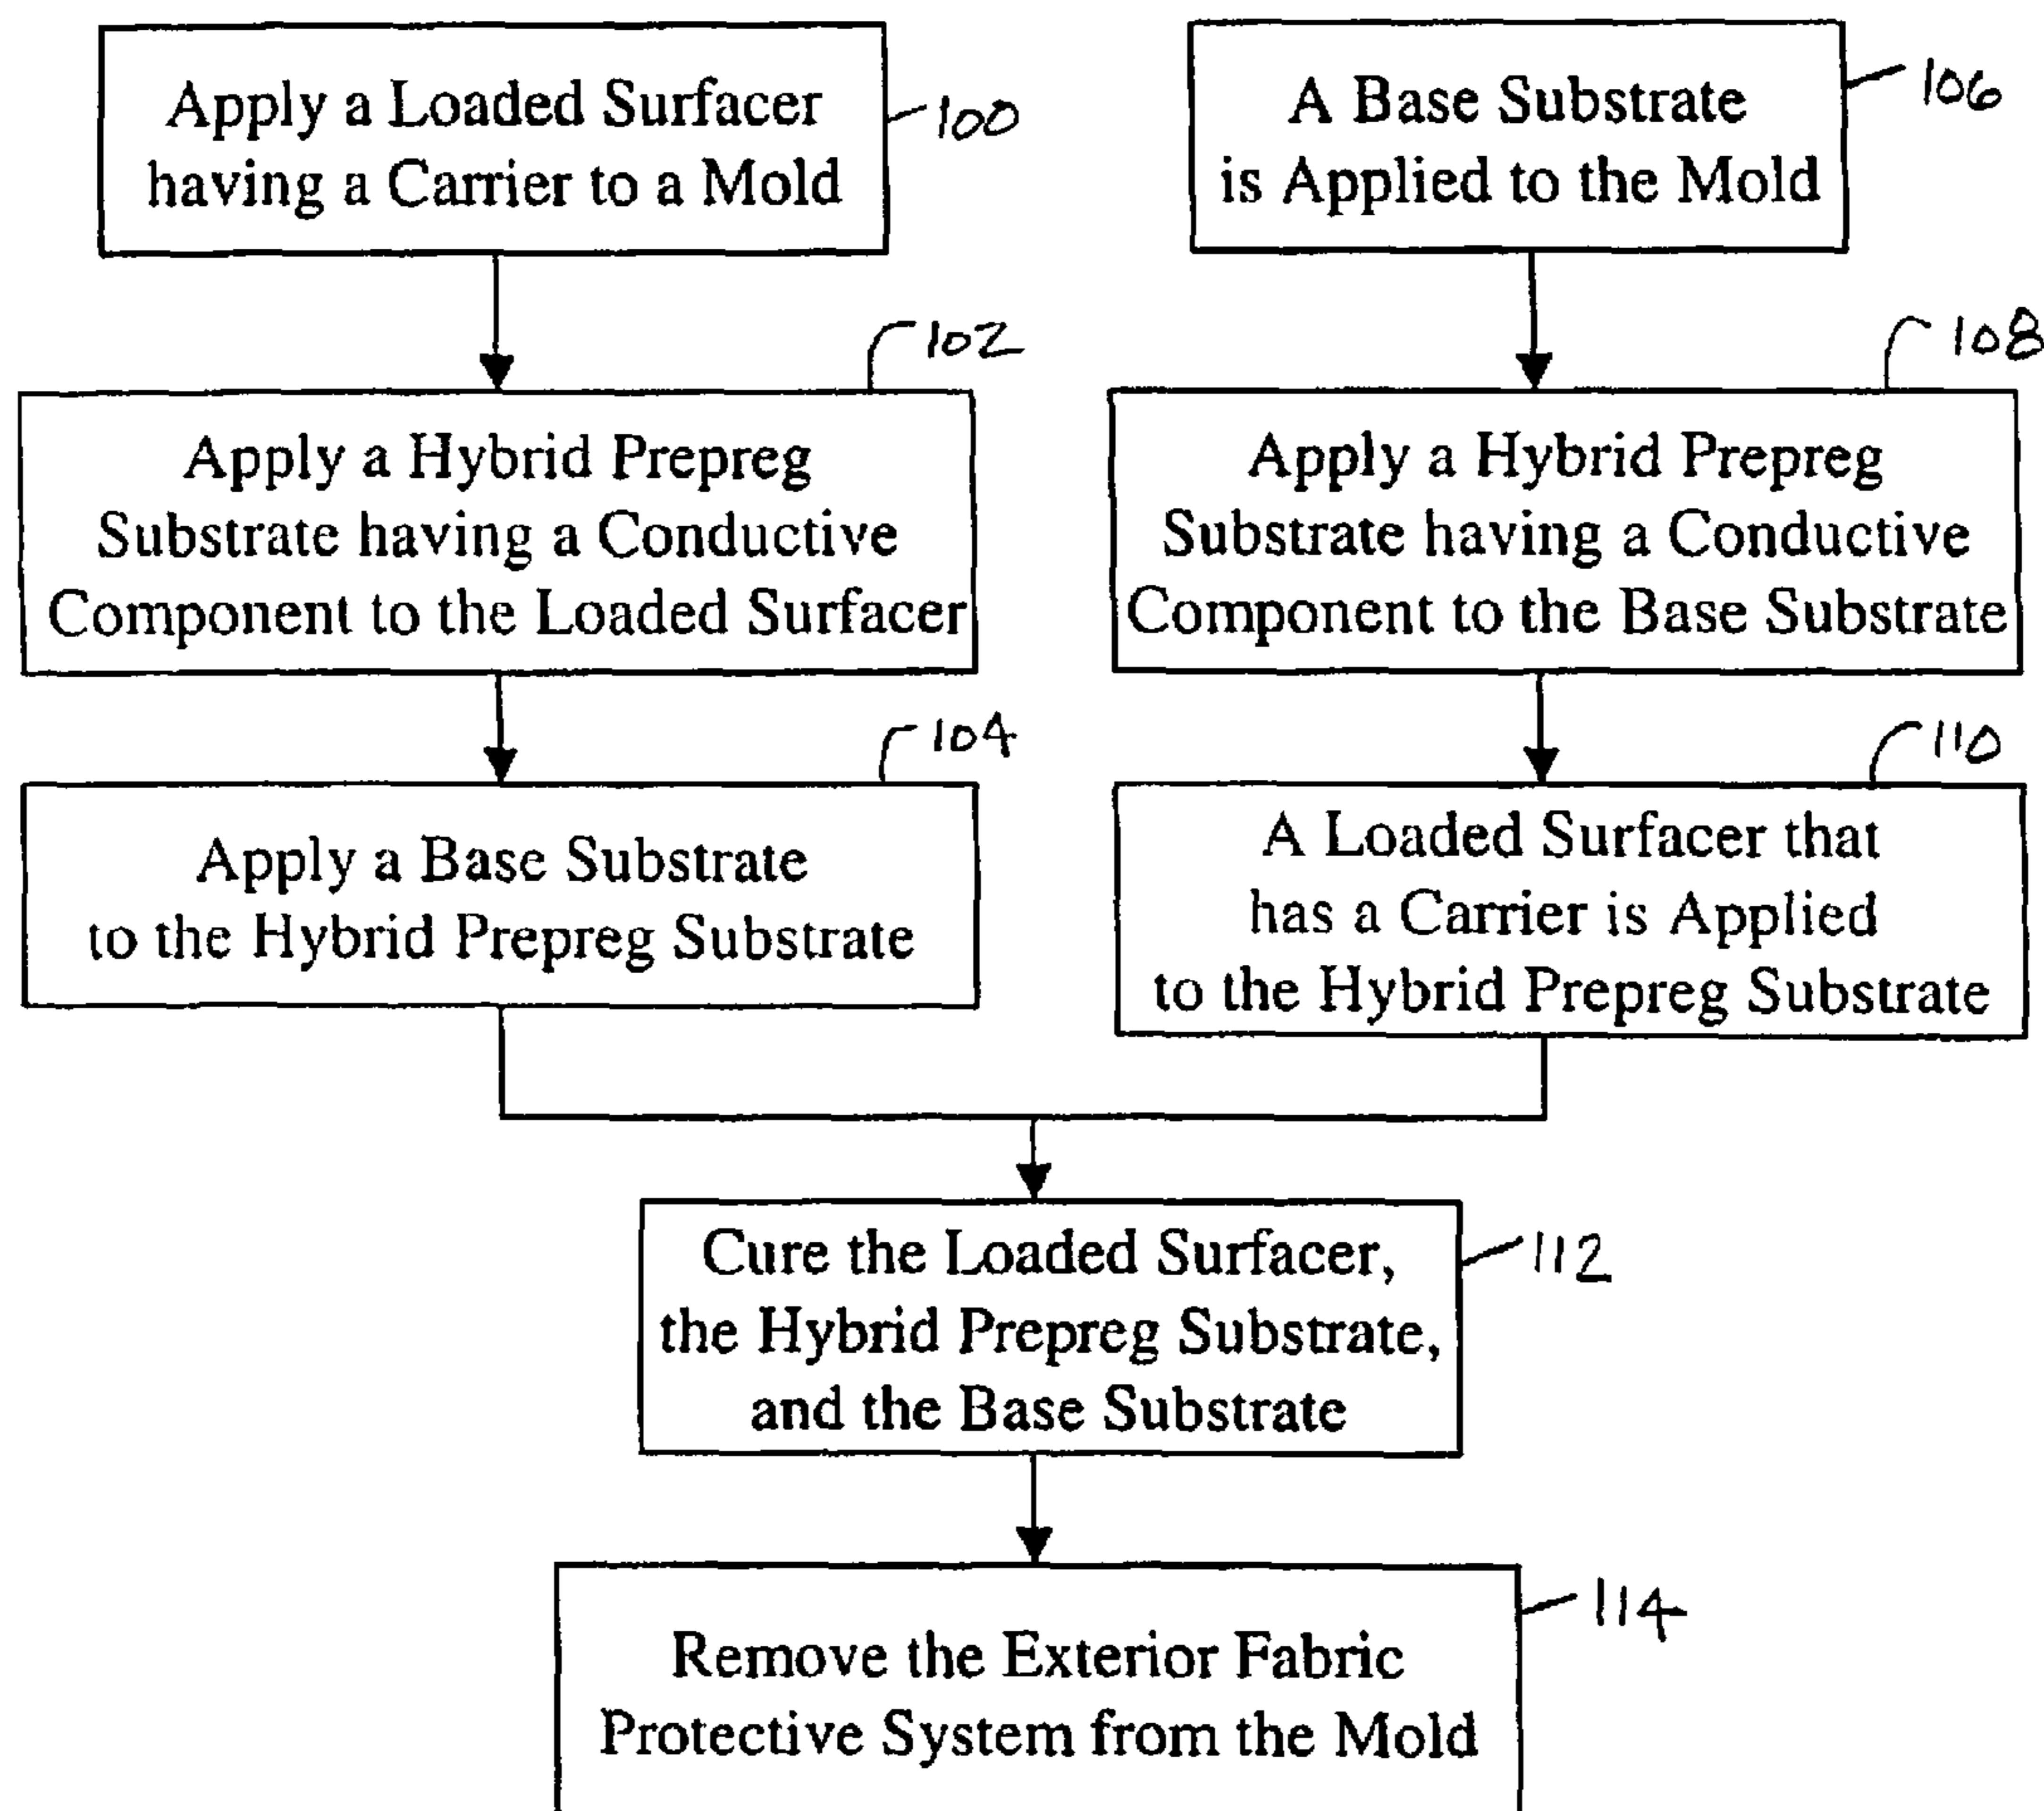 Apply a Loaded Surfacer
having a Carrier to a Mold
100
102
Apply a Hybrid Prepreg
Substrate having a Conductive
Component to the Loaded Surfacer
104
Apply a Base Substrate
to the Hybrid Prepreg Substrate
A Base Substrate
is Applied to the Mold
106
108
Apply a Hybrid Prepreg
Substrate having a Conductive
Component to the Base Substrate
110
A Loaded Surfacer that
has a Carrier is Applied
to the Hybrid Prepreg Substrate
Cure the Loaded Surfacer,
the Hybrid Prepreg Substrate,
and the Base Substrate
112
Remove the Exterior Fabric
Protective System from the Mold
114